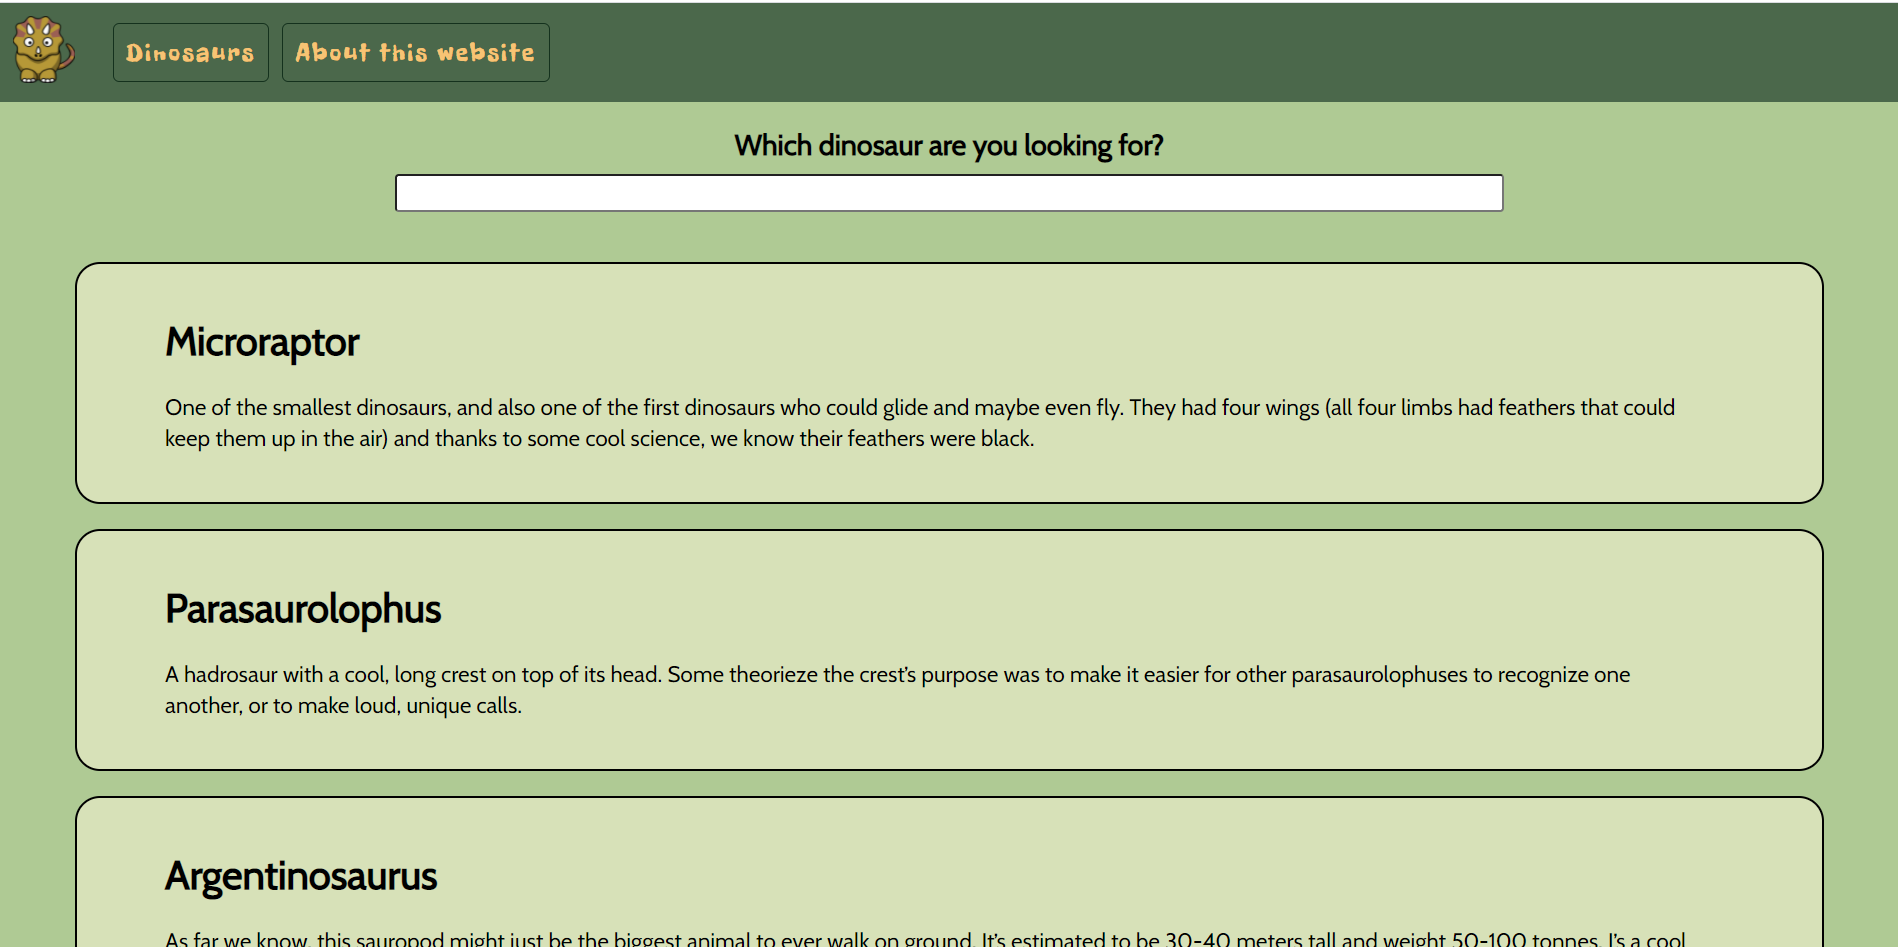 Dinosaurs
About this website
Which dinosaur are you looking for?
Microraptor
One of the smallest dinosaurs, and also one of the first dinosaurs who could glide and maybe even fly. They had four wings (all four limbs had feathers that could
keep them up in the air) and thanks to some cool science, we know their feathers were black.
Parasaurolophus
A hadrosaur with a cool, long crest on top of its head. Some theorieze the crest's purpose was to make it easier for other parasaurolophuses to recognize one
another, or to make loud, unique calls.
Argentinosaurus
As far we know, this sauropod might just be the biggest animal to ever walk on ground. It's estimated to be 30-40 meters tall and weight 50-100 tonnes. I's a cool